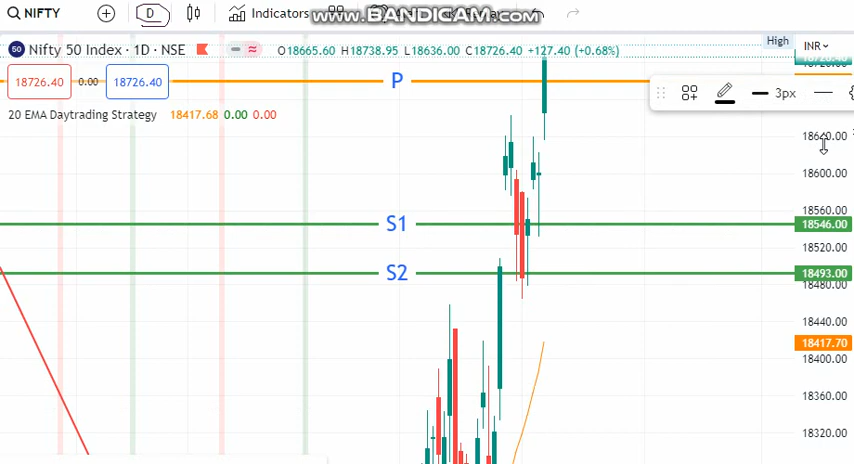 NIFTY D Indicators
www.BANDICAM.com
50 Nifty 50 Index · 1D · NSE O18665.60 H18738.95 L18636.00 C18726.40 +127.40 (+0.68%)
High INR
18726.40 0.00 18726.40
P
3px
20 EMA Daytrading Strategy 18417.68 0.00 0.00
18640.00
18600.00
18560.00
S1 18546.00
18520.00
S2 18493.00
18480.00
18440.00
18417.70
18400.00
18360.00
18320.00